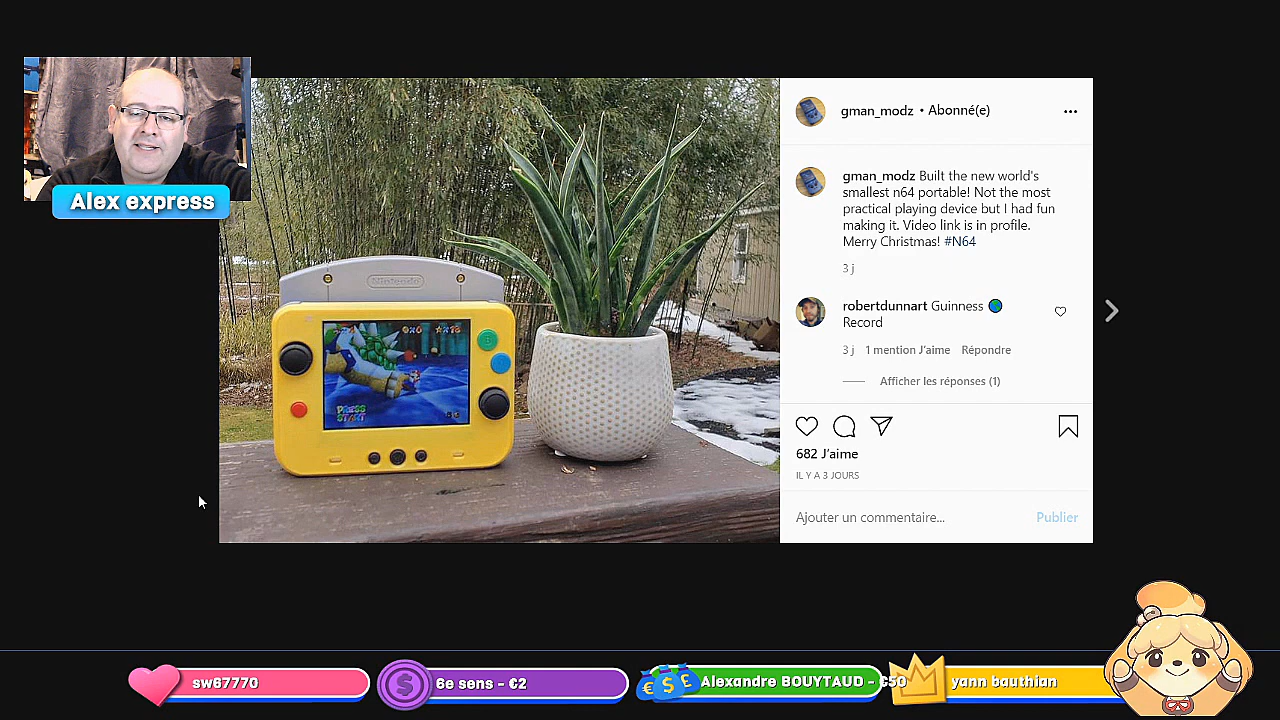 Alex express
Nintendo
PRESS
START
gman_modz • Abonné(e)
gman_modz Built the new world's
smallest n64 portable! Not the most
practical playing device but I had fun
making it. Video link is in profile.
Merry Christmas! #N64
3 j
robertdunnart Guinness 🌎
Record
3 j 1 mention J'aime Répondre
Afficher les réponses (1)
682 J'aime
IL Y A 3 JOURS
Ajouter un commentaire... Publier
sw67770
6e sens - €2
Alexandre BOUYTAUD - €50
yann bauthian